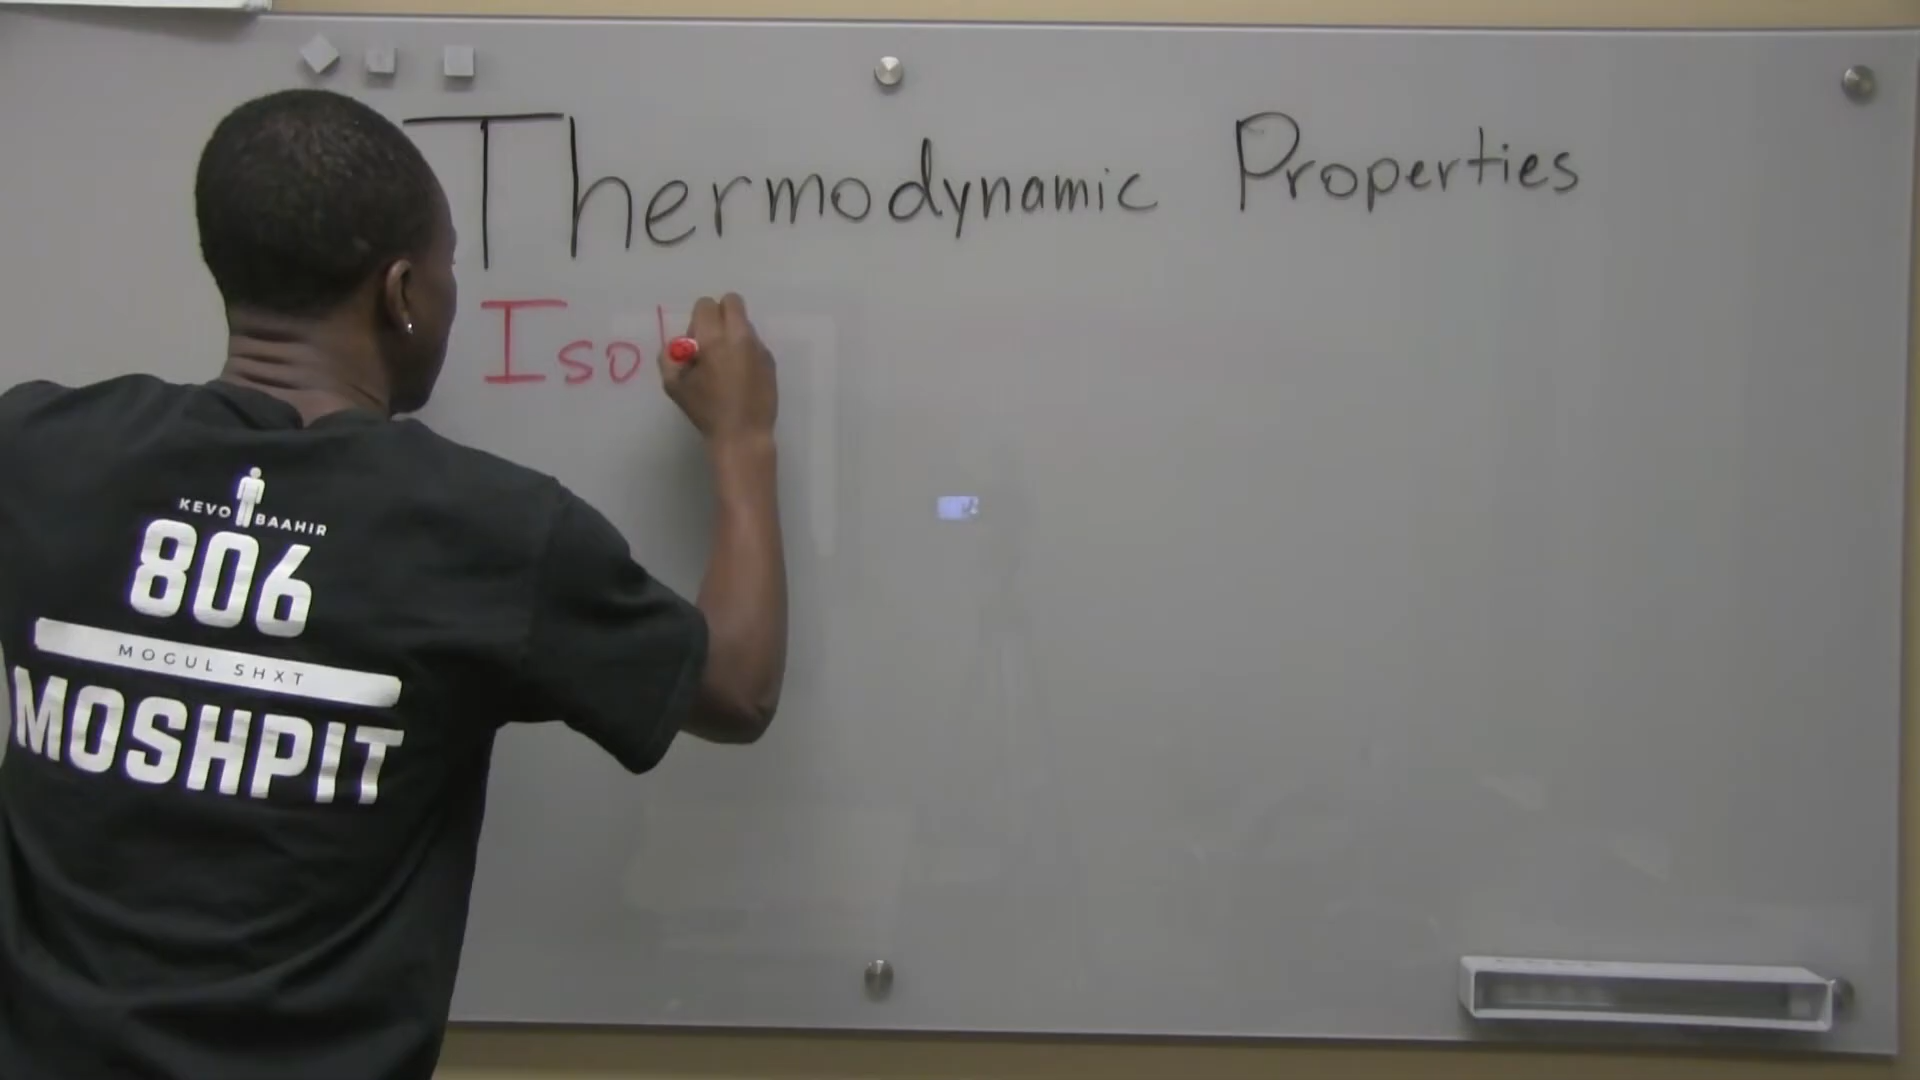 Thermodynamic Properties
Iso
KEVO BAAHIR
806
MOGUL SHXT
MOSHPIT